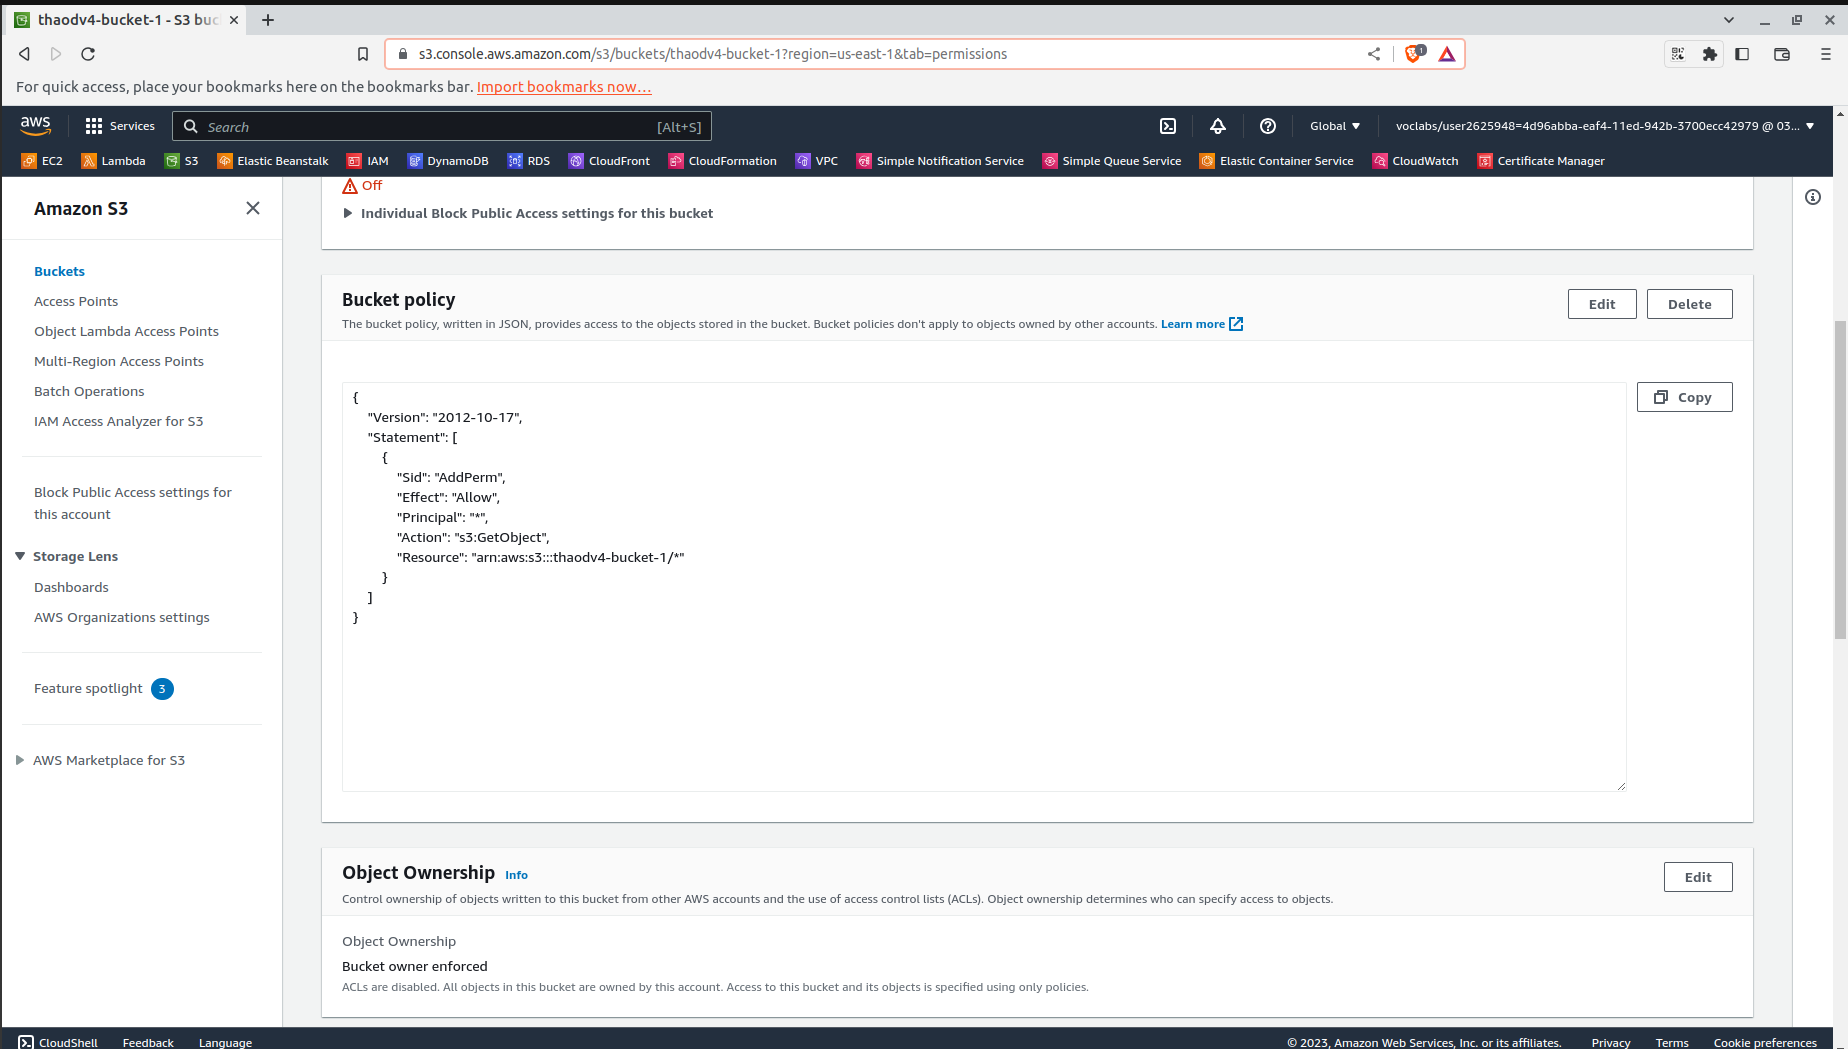 thaodv4-bucket-1 - S3 buc
s3.console.aws.amazon.com/s3/buckets/thaodv4-bucket-1?region=us-east-1&tab=permissions
1
For quick access, place your bookmarks here on the bookmarks bar. Import bookmarks now…
aws
Services
Search
[Alt+S]
Global
voclabs/user2625948=4d96abba-eaf4-11ed-942b-3700ecc42979 @ 03...
EC2
Lambda
S3
Elastic Beanstalk
IAM
DynamoDB
RDS
CloudFront
CloudFormation
VPC
Simple Notification Service
Simple Queue Service
Elastic Container Service
CloudWatch
Certificate Manager
Amazon S3
Buckets
Access Points
Object Lambda Access Points
Multi-Region Access Points
Batch Operations
IAM Access Analyzer for S3
Block Public Access settings for
this account
Storage Lens
Dashboards
AWS Organizations settings
Feature spotlight 3
AWS Marketplace for S3
Off
Individual Block Public Access settings for this bucket
Bucket policy
Edit
Delete
The bucket policy, written in JSON, provides access to the objects stored in the bucket. Bucket policies don't apply to objects owned by other accounts. Learn more
Copy
{
"Version": "2012-10-17",
"Statement": [
{
"Sid": "AddPerm",
"Effect": "Allow",
"Principal": "*",
"Action": "s3:GetObject",
"Resource": "arn:aws:s3:::thaodv4-bucket-1/*"
}
]
}
Object Ownership Info
Edit
Control ownership of objects written to this bucket from other AWS accounts and the use of access control lists (ACLs). Object ownership determines who can specify access to objects.
Object Ownership
Bucket owner enforced
ACLs are disabled. All objects in this bucket are owned by this account. Access to this bucket and its objects is specified using only policies.
CloudShell
Feedback
Language
© 2023, Amazon Web Services, Inc. or its affiliates.
Privacy
Terms
Cookie preferences